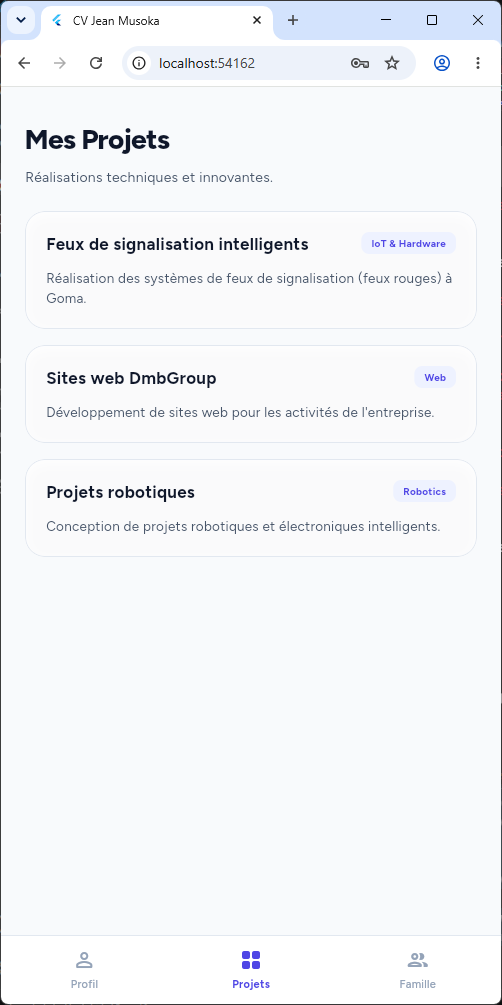 CV Jean Musoka
localhost:54162
Mes Projets
Réalisations techniques et innovantes.
Feux de signalisation intelligents
IoT & Hardware
Réalisation des systèmes de feux de signalisation (feux rouges) à
Goma.
Sites web DmbGroup
Web
Développement de sites web pour les activités de l'entreprise.
Projets robotiques
Robotics
Conception de projets robotiques et électroniques intelligents.
Profil
Projets
Famille